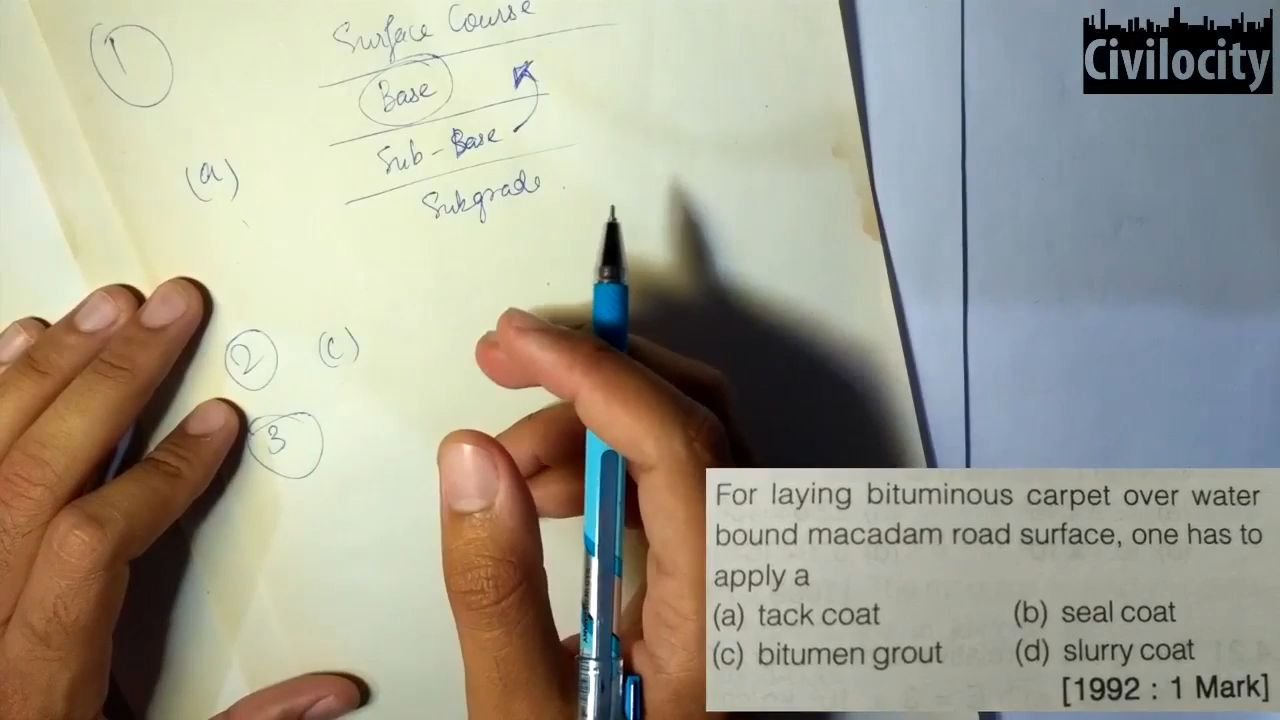 1
Surface Course
Base
Sub-Base
(a)
Subgrade
2 (c)
3
Civilocity
For laying bituminous carpet over water
bound macadam road surface, one has to
apply a
(a) tack coat (b) seal coat
(c) bitumen grout (d) slurry coat
[1992 : 1 Mark]